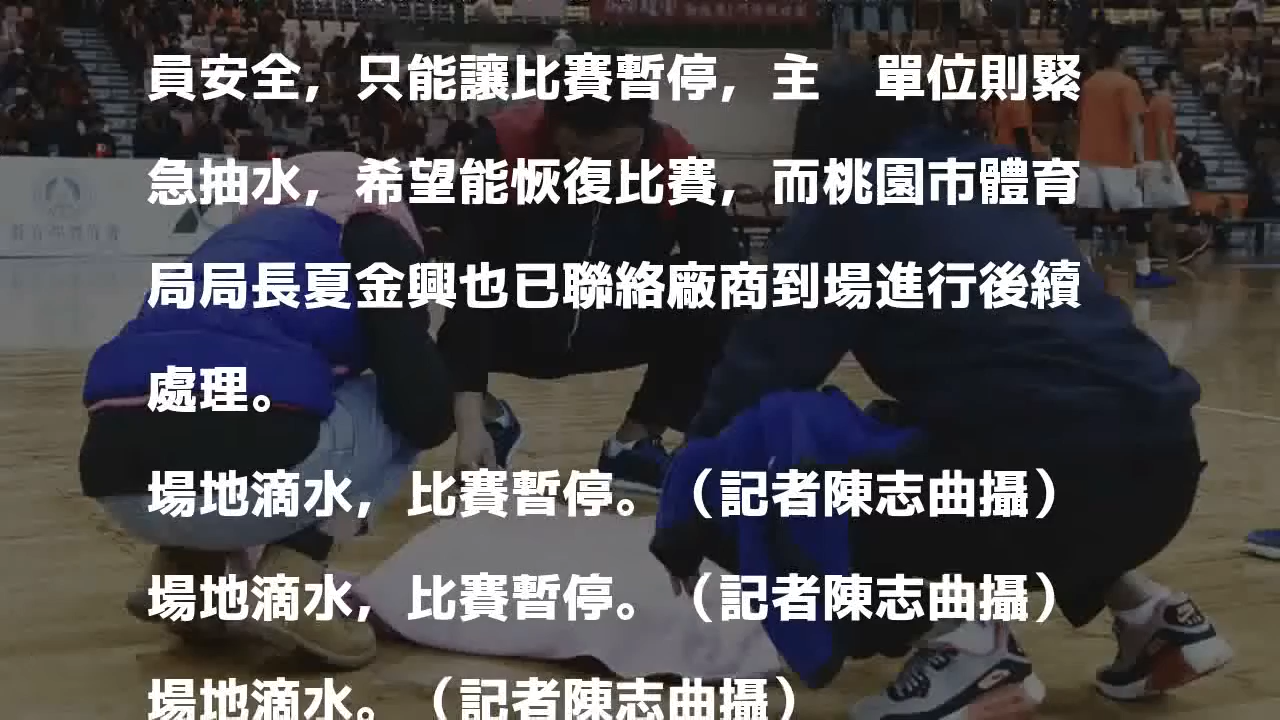 員安全，只能讓比賽暫停，主　單位則緊
急抽水，希望能恢復比賽，而桃園市體育
局局長夏金興也已聯絡廠商到場進行後續
處理。
場地滴水，比賽暫停。（記者陳志曲攝）
場地滴水，比賽暫停。（記者陳志曲攝）
場地滴水。（記者陳志曲攝）